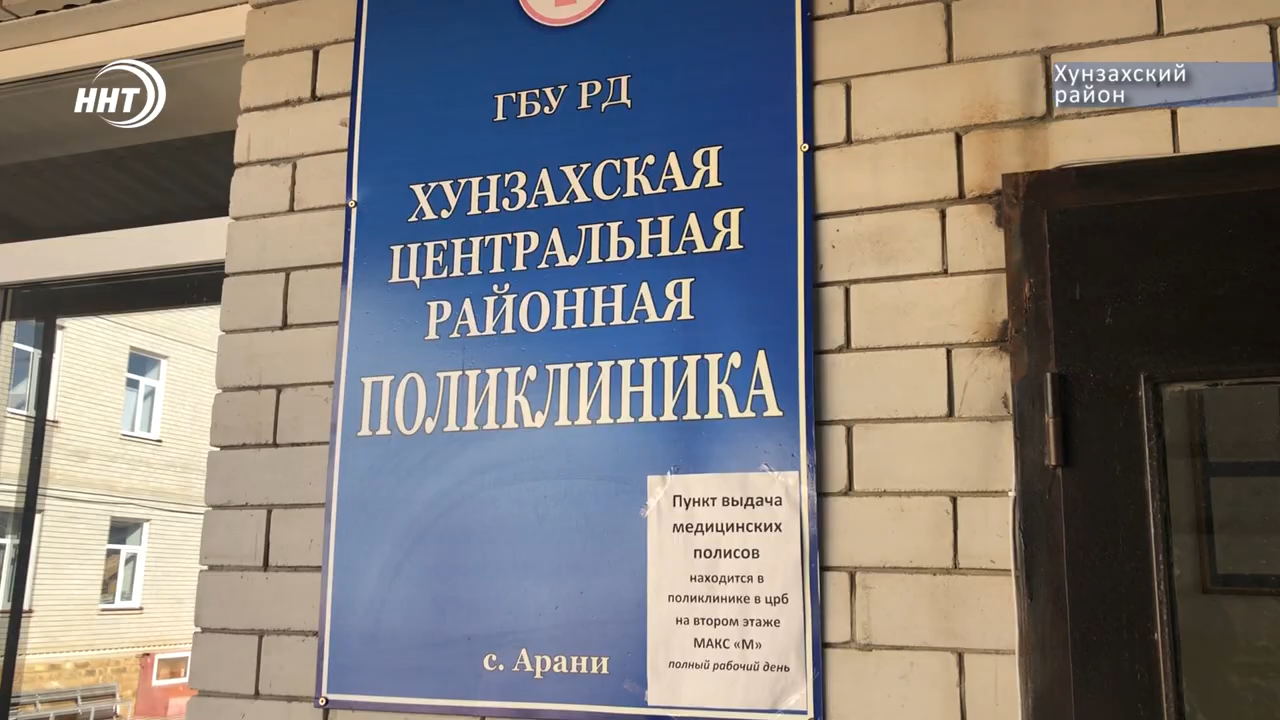 ННТ
Хунзахский
район
ГБУ РД
ХУНЗАХСКАЯ
ЦЕНТРАЛЬНАЯ
РАЙОННАЯ
ПОЛИКЛИНИКА
с. Арани
Пункт выдача
медицинских
полисов
находится в
поликлинике в црб
на втором этаже
МАКС «М»
полный рабочий день